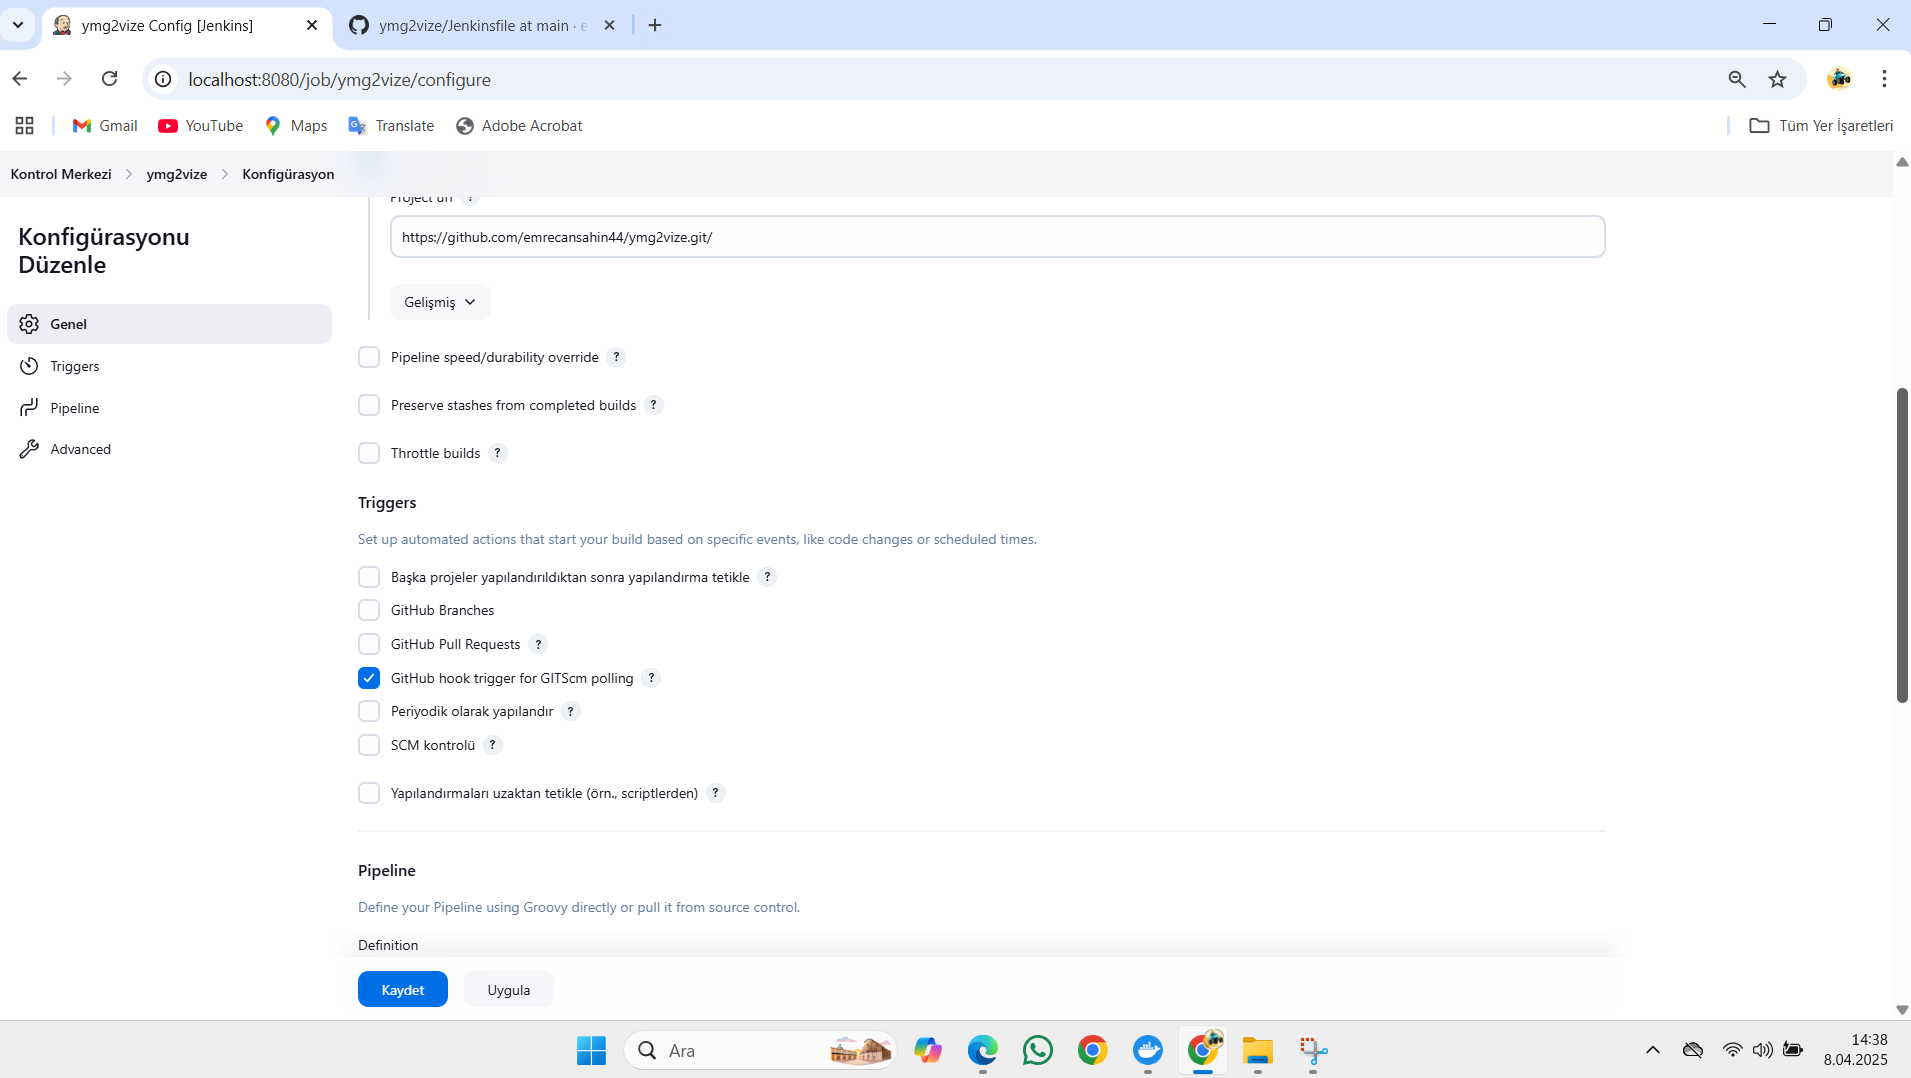 ymg2vize Config [Jenkins]
ymg2vize/Jenkinsfile at main · e
localhost:8080/job/ymg2vize/configure
Gmail
YouTube
Maps
Translate
Adobe Acrobat
Tüm Yer İşaretleri
Kontrol Merkezi
ymg2vize
Konfigürasyon
Konfigürasyonu
Düzenle
Genel
Triggers
Pipeline
Advanced
Project url ?
https://github.com/emrecansahin44/ymg2vize.git/
Gelişmiş
Pipeline speed/durability override ?
Preserve stashes from completed builds ?
Throttle builds ?
Triggers
Set up automated actions that start your build based on specific events, like code changes or scheduled times.
Başka projeler yapılandırıldıktan sonra yapılandırma tetikle ?
GitHub Branches
GitHub Pull Requests ?
GitHub hook trigger for GITScm polling ?
Periyodik olarak yapılandır ?
SCM kontrolü ?
Yapılandırmaları uzaktan tetikle (örn., scriptlerden) ?
Pipeline
Define your Pipeline using Groovy directly or pull it from source control.
Definition
Kaydet
Uygula
Ara
14:38
8.04.2025